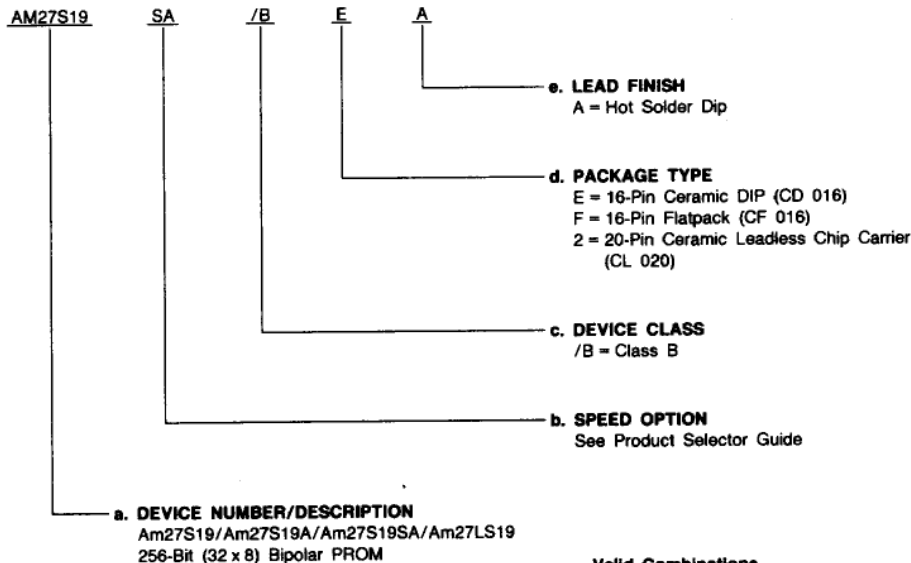 AM27S19 SA /B E A
e. LEAD FINISH
A = Hot Solder Dip
d. PACKAGE TYPE
E = 16-Pin Ceramic DIP (CD 016)
F = 16-Pin Flatpack (CF 016)
2 = 20-Pin Ceramic Leadless Chip Carrier
(CL 020)
c. DEVICE CLASS
/B = Class B
b. SPEED OPTION
See Product Selector Guide
a. DEVICE NUMBER/DESCRIPTION
Am27S19/Am27S19A/Am27S19SA/Am27LS19
256-Bit (32 x 8) Bipolar PROM
Valid Combinations